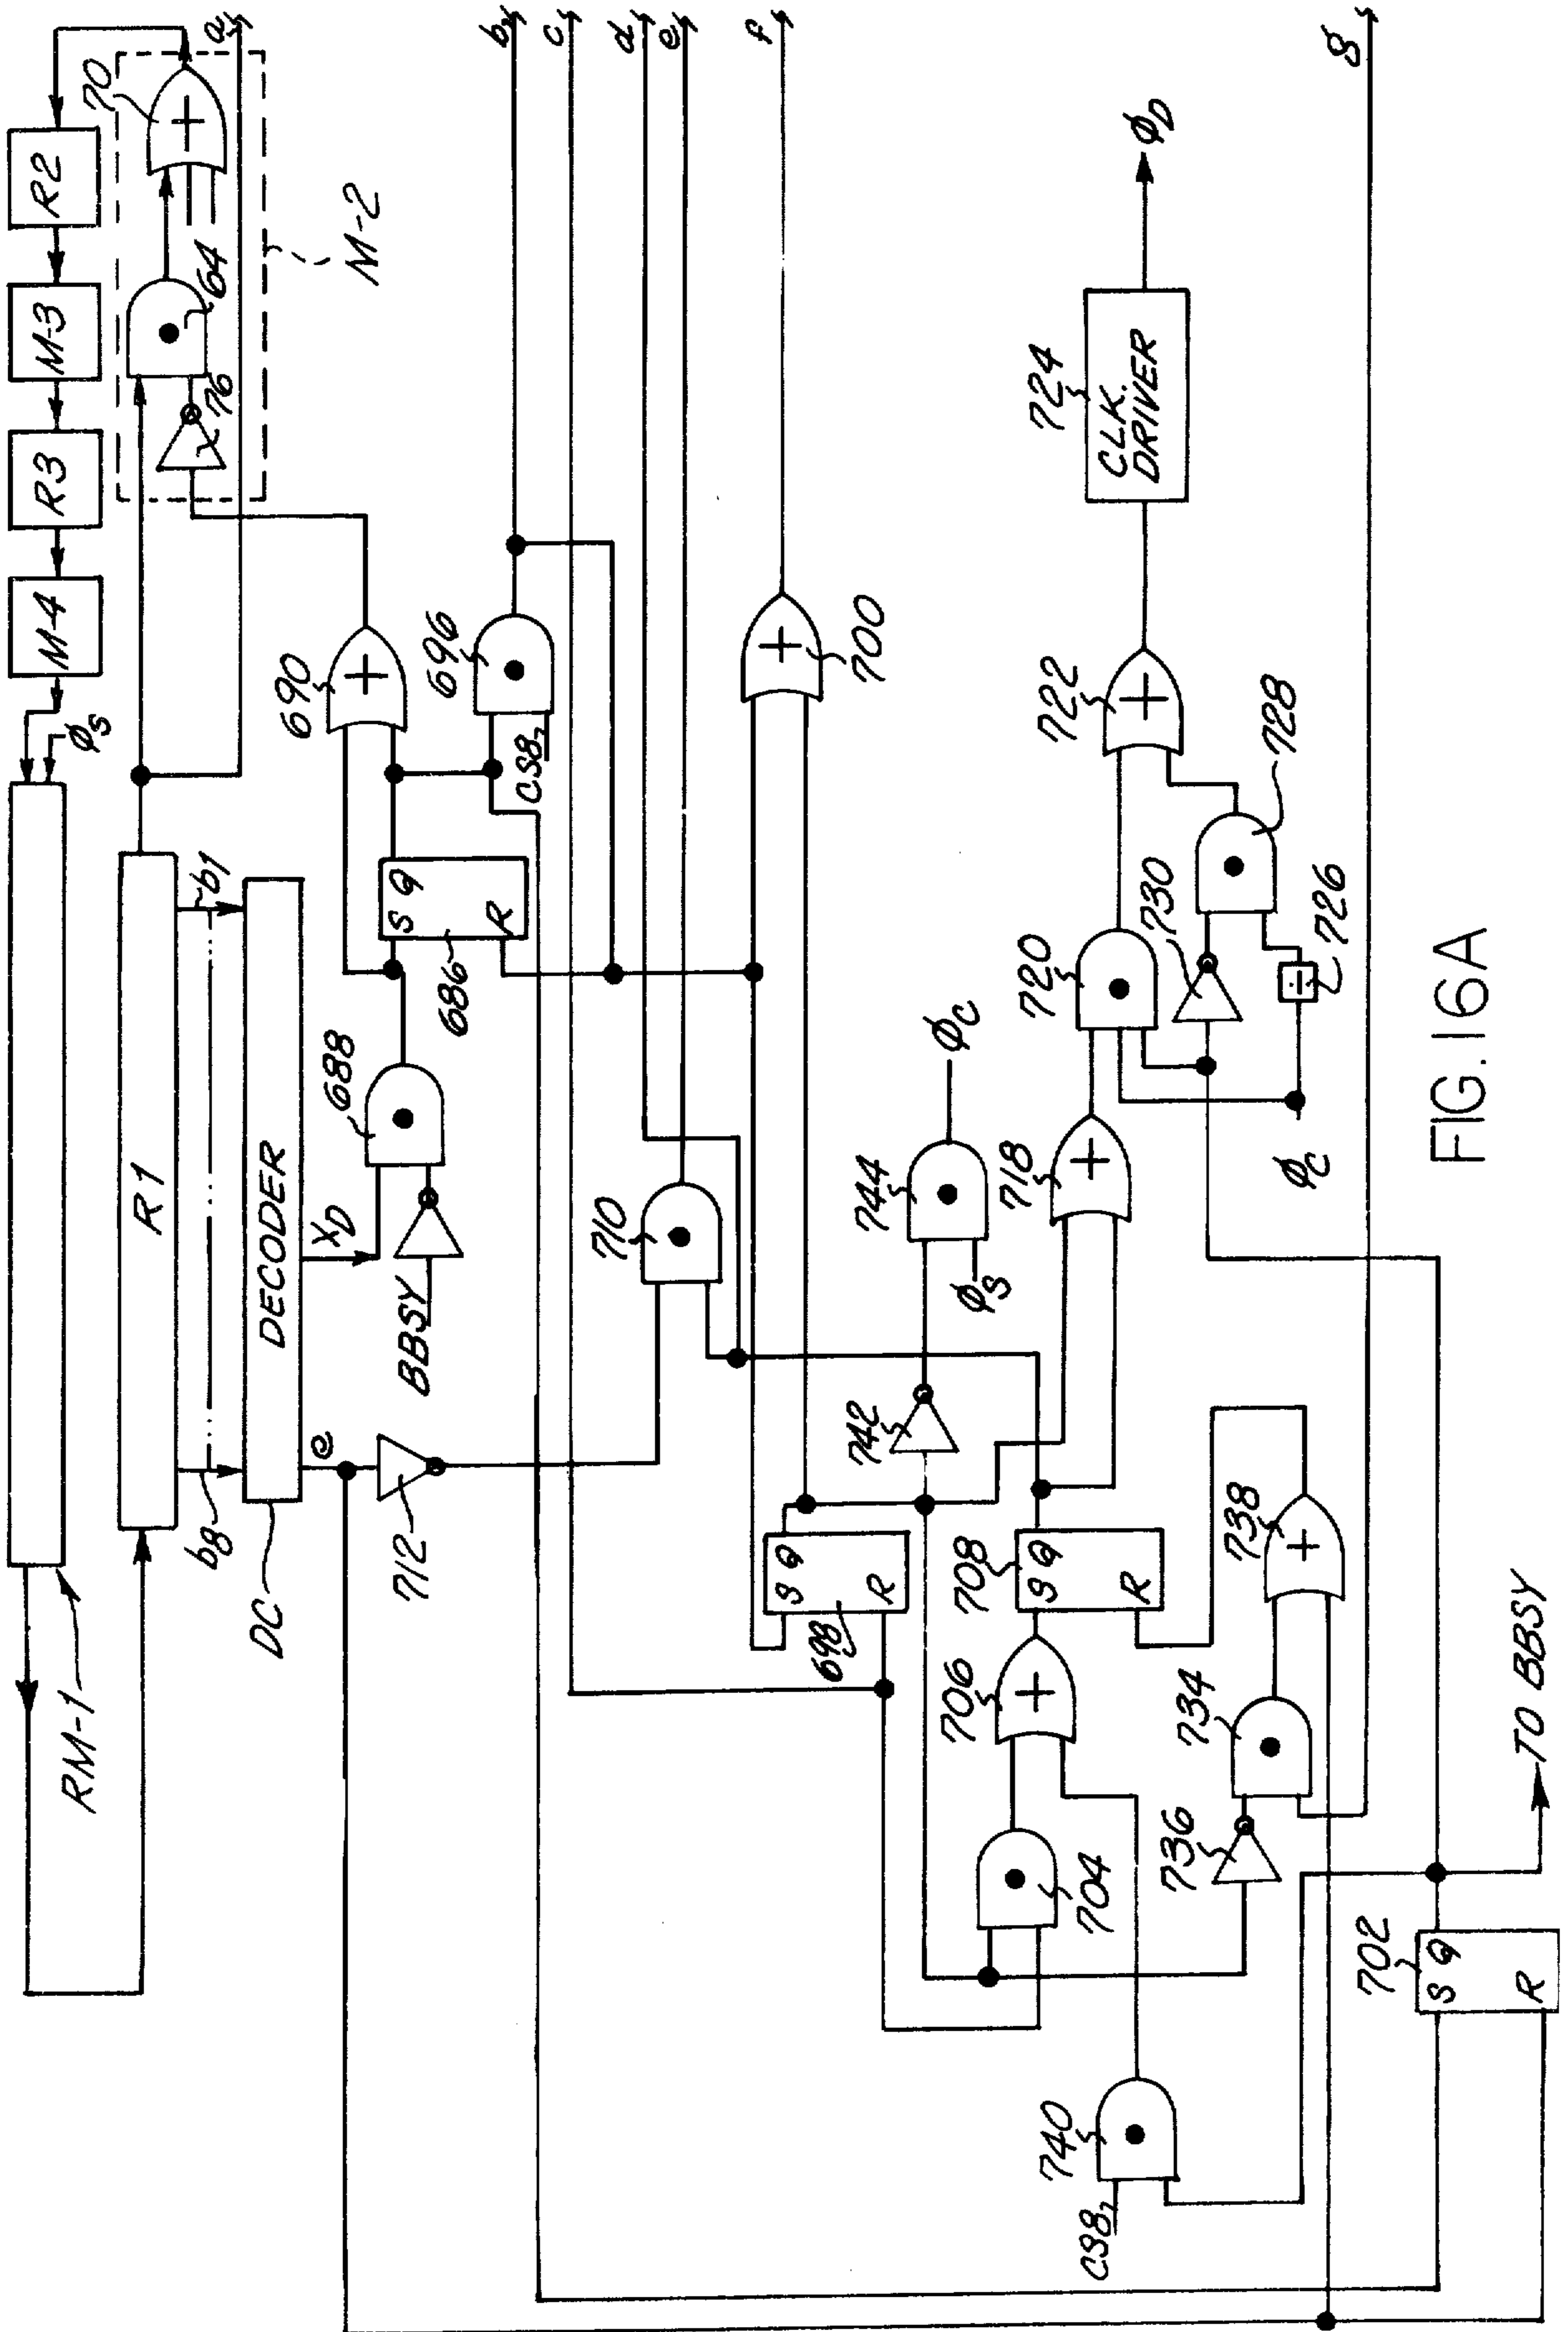 R2
M-3
R3
M-4
70
64
76
a
M-2
ϕS
RM-1
R1
b1
b8
DECODER
DC
e
XD
688
BBSY
712
690
S Q
R
686
696
CS87
b
c
d
e
f
g
710
700
S Q
R
698
742
744
ϕS
ϕC
706
708
S Q
R
718
720
722
724
CLK.
DRIVER
ϕD
730
728
726
÷
ϕC
704
734
736
738
740
CS87
702
S Q
R
TO BBSY
FIG. 16A